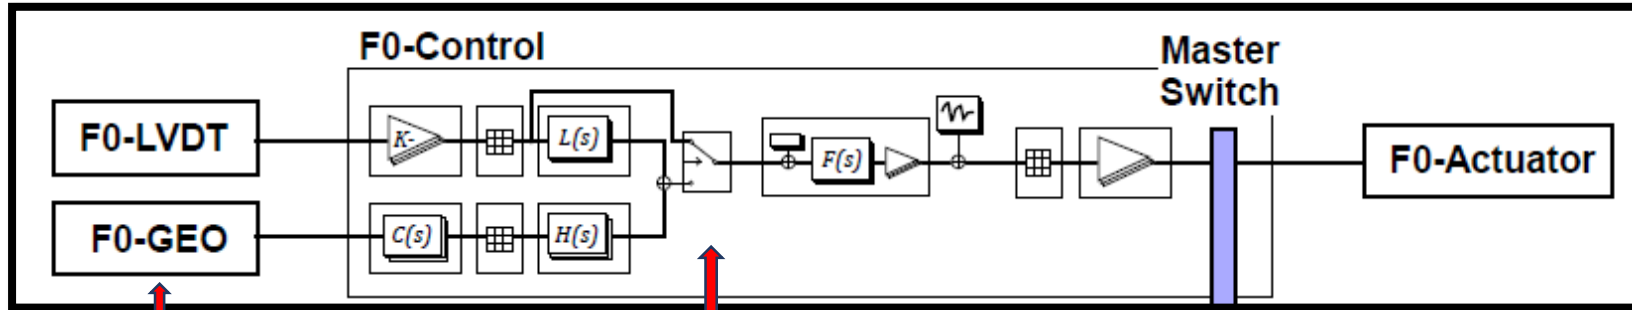 F0-Control
Master
Switch
F0-LVDT
K-
L(s)
F(s)
F0-Actuator
F0-GEO
C(s)
H(s)